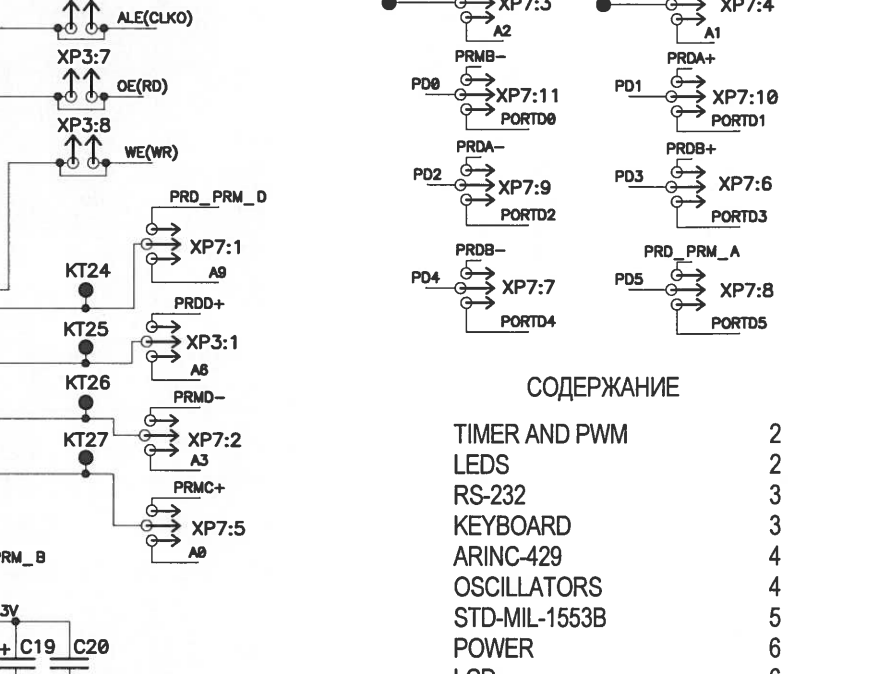 ALE(CLKO)
XP3:7
OE(RD)
XP3:8
WE(WR)
PRD_PRM_D
XP7:1
A9
KT24
PRDD+
KT25
XP3:1
A6
KT26
PRMD-
KT27
XP7:2
A3
PRMC+
XP7:5
A0
PRM_B
3V
+ C19 C20
XP7:3
A2
XP7:4
A1
PRMB-
PD0
XP7:11
PORTD0
PRDA+
PD1
XP7:10
PORTD1
PRDA-
PD2
XP7:9
PORTD2
PRDB+
PD3
XP7:6
PORTD3
PRDB-
PD4
XP7:7
PORTD4
PRD_PRM_A
PD5
XP7:8
PORTD5
СОДЕРЖАНИЕ
TIMER AND PWM 2
LEDS 2
RS-232 3
KEYBOARD 3
ARINC-429 4
OSCILLATORS 4
STD-MIL-1553B 5
POWER 6